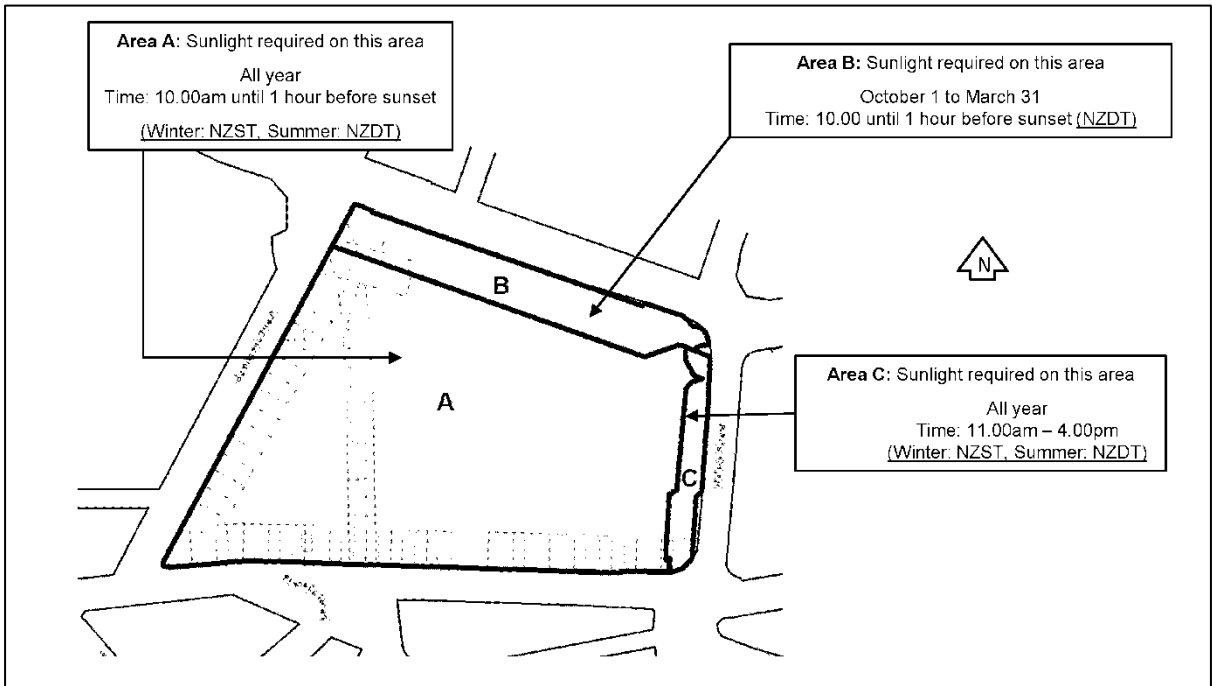 Area A: Sunlight required on this area
All year
Time: 10.00am until 1 hour before sunset
(Winter: NZST, Summer: NZDT)
Area B: Sunlight required on this area
October 1 to March 31
Time: 10.00 until 1 hour before sunset (NZDT)
N
B
A
C
Area C: Sunlight required on this area
All year
Time: 11.00am – 4.00pm
(Winter: NZST, Summer: NZDT)